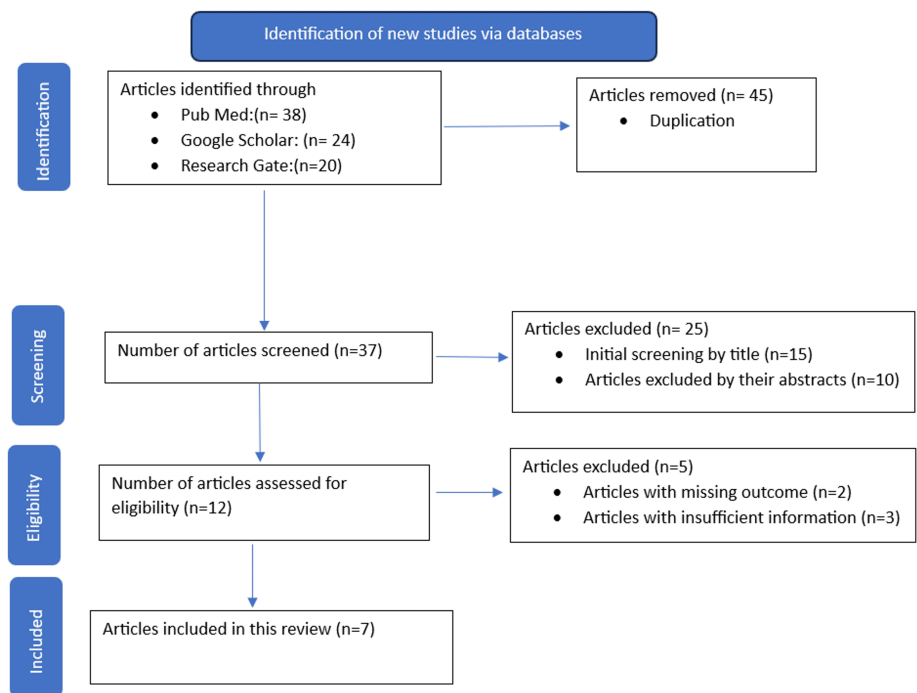 Identification of new studies via databases
Identification
Articles identified through
• Pub Med:(n= 38)
• Google Scholar: (n= 24)
• Research Gate:(n=20)
Articles removed (n= 45)
• Duplication
Screening
Number of articles screened (n=37)
Articles excluded (n= 25)
• Initial screening by title (n=15)
• Articles excluded by their abstracts (n=10)
Eligibility
Number of articles assessed for
eligibility (n=12)
Articles excluded (n=5)
• Articles with missing outcome (n=2)
• Articles with insufficient information (n=3)
Included
Articles included in this review (n=7)